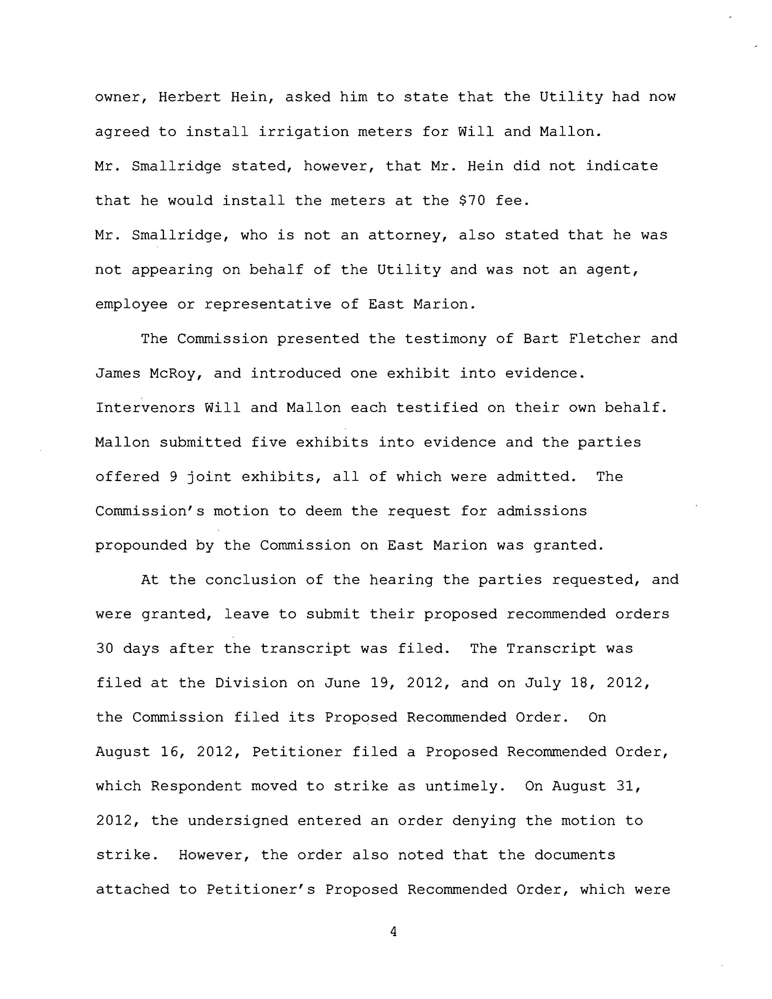 owner, Herbert Hein, asked him to state that the Utility had now
agreed to install irrigation meters for Will and Mallon.
Mr. Smallridge stated, however, that Mr. Hein did not indicate
that he would install the meters at the $70 fee.
Mr. Smallridge, who is not an attorney, also stated that he was
not appearing on behalf of the Utility and was not an agent,
employee or representative of East Marion.
The Commission presented the testimony of Bart Fletcher and
James McRoy, and introduced one exhibit into evidence.
Intervenors Will and Mallon each testified on their own behalf.
Mallon submitted five exhibits into evidence and the parties
offered 9 joint exhibits, all of which were admitted.  The
Commission's motion to deem the request for admissions
propounded by the Commission on East Marion was granted.
At the conclusion of the hearing the parties requested, and
were granted, leave to submit their proposed recommended orders
30 days after the transcript was filed.  The Transcript was
filed at the Division on June 19, 2012, and on July 18, 2012,
the Commission filed its Proposed Recommended Order.  On
August 16, 2012, Petitioner filed a Proposed Recommended Order,
which Respondent moved to strike as untimely.  On August 31,
2012, the undersigned entered an order denying the motion to
strike.  However, the order also noted that the documents
attached to Petitioner's Proposed Recommended Order, which were
4